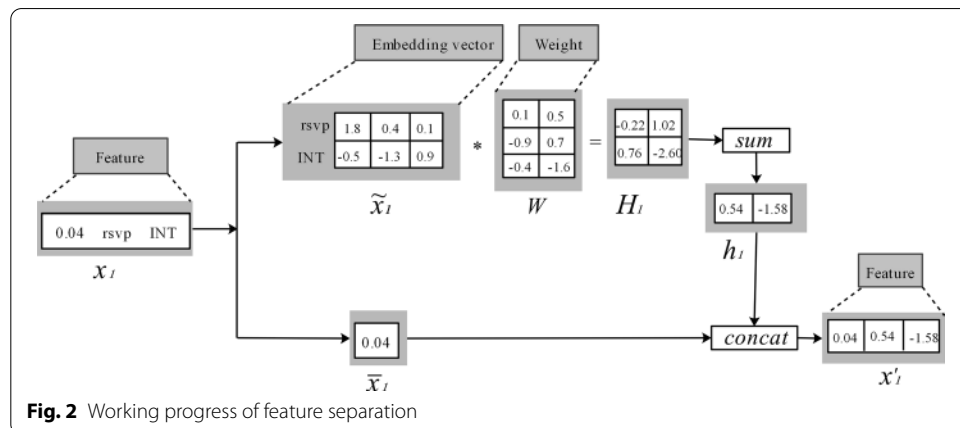 Embedding vector
Weight
rsvp 1.8 0.4 0.1
INT -0.5 -1.3 0.9
x̃₁
*
0.1 0.5
-0.9 0.7
-0.4 -1.6
W
=
-0.22 1.02
0.76 -2.60
H₁
sum
0.54 -1.58
h₁
Feature
0.04 rsvp INT
x₁
0.04
x̄₁
concat
Feature
0.04 0.54 -1.58
x'₁
Fig. 2 Working progress of feature separation